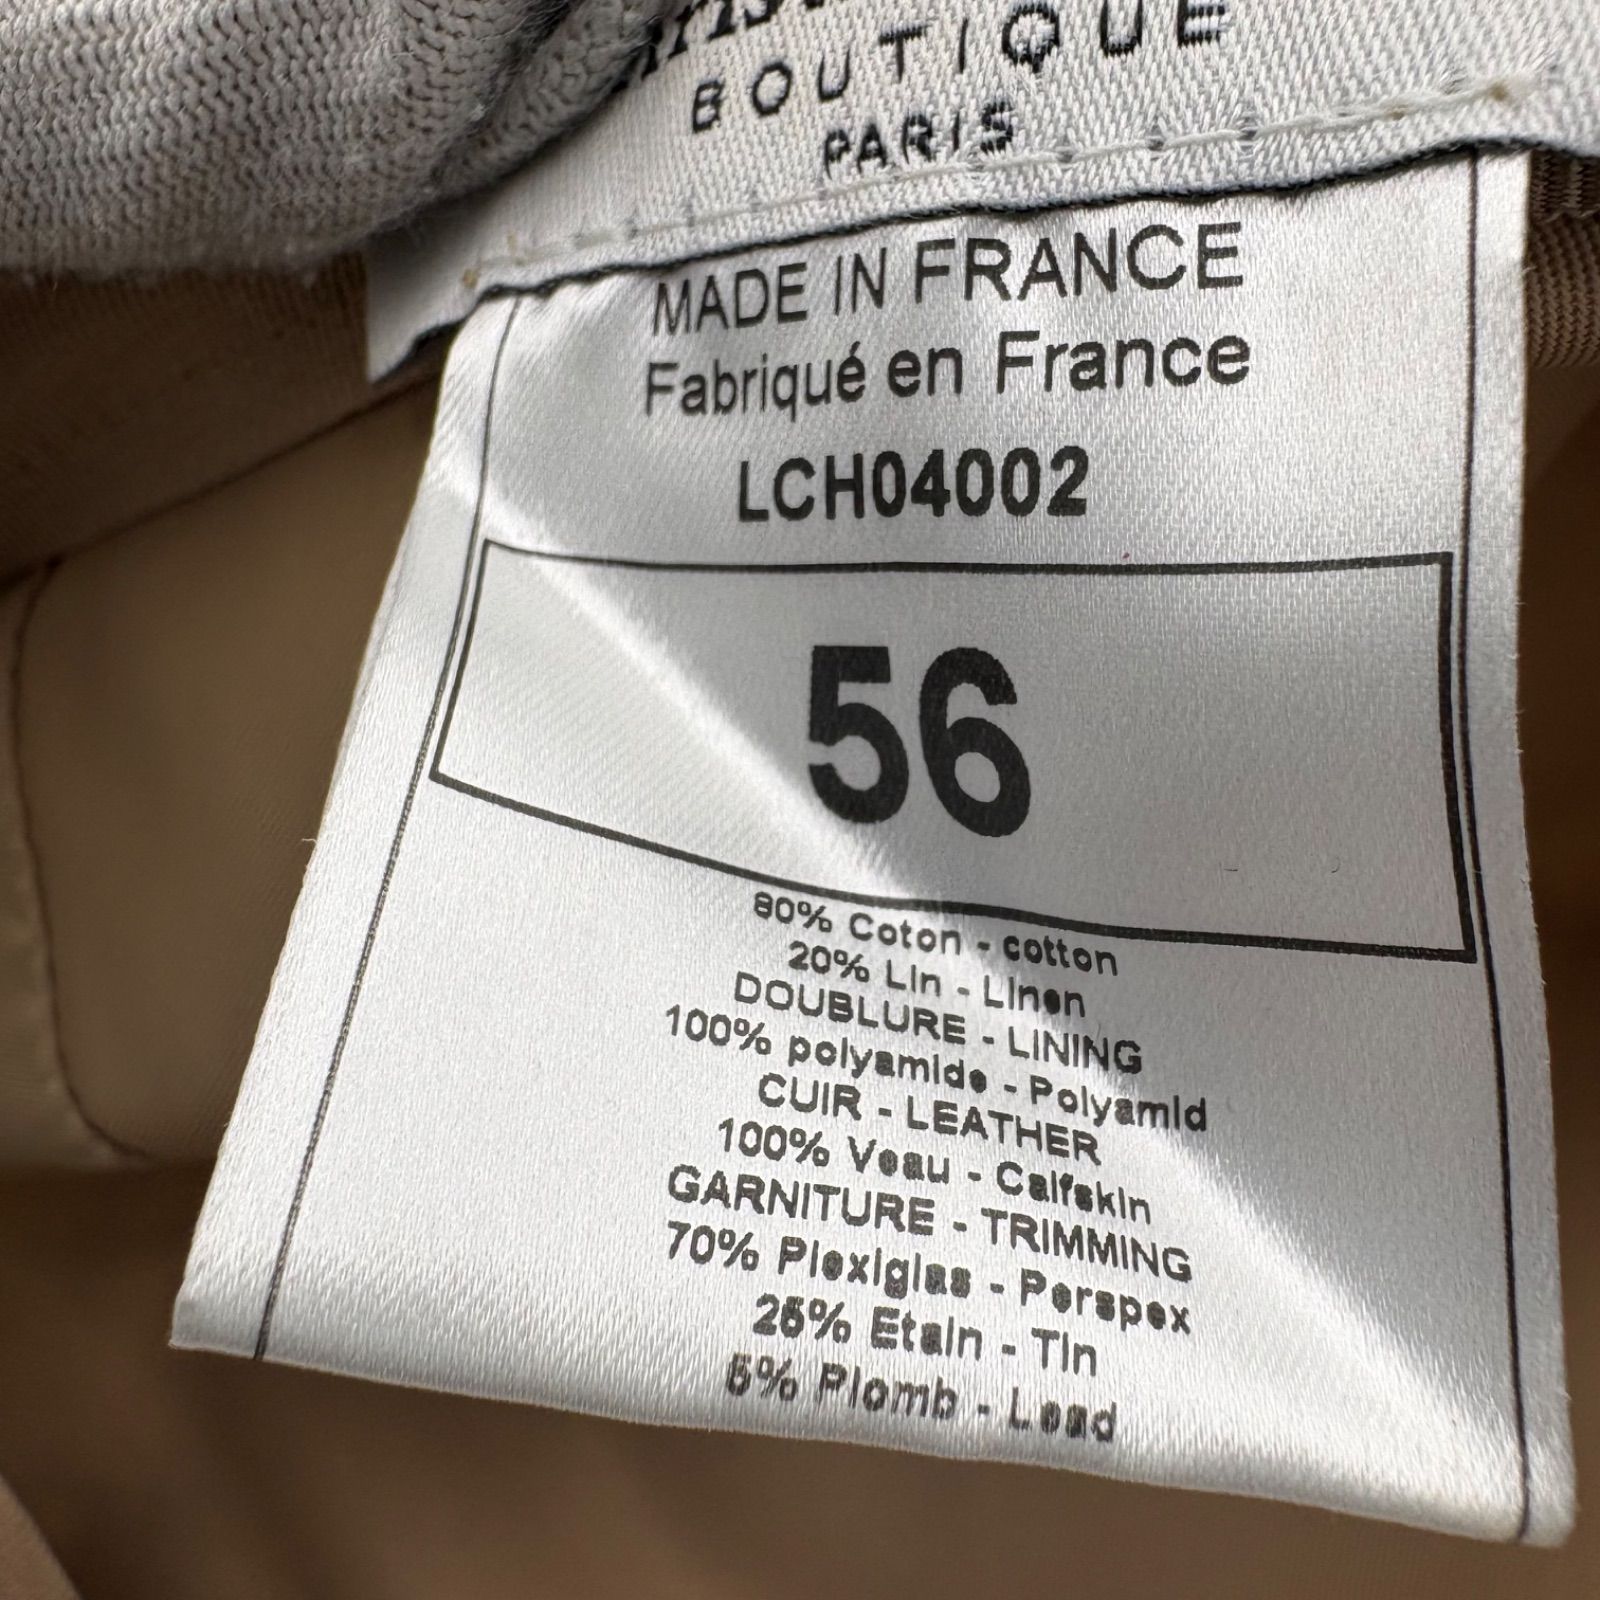 BOUTIQUE
PARIS
MADE IN FRANCE
Fabriqué en France
LCH04002
56
80% Coton - cotton
20% Lin - Linen
DOUBLURE - LINING
100% polyamide - Polyamid
CUIR - LEATHER
100% Veau - Calfskin
GARNITURE - TRIMMING
70% Plexiglas - Perspex
25% Etain - Tin
5% Plomb - Lead